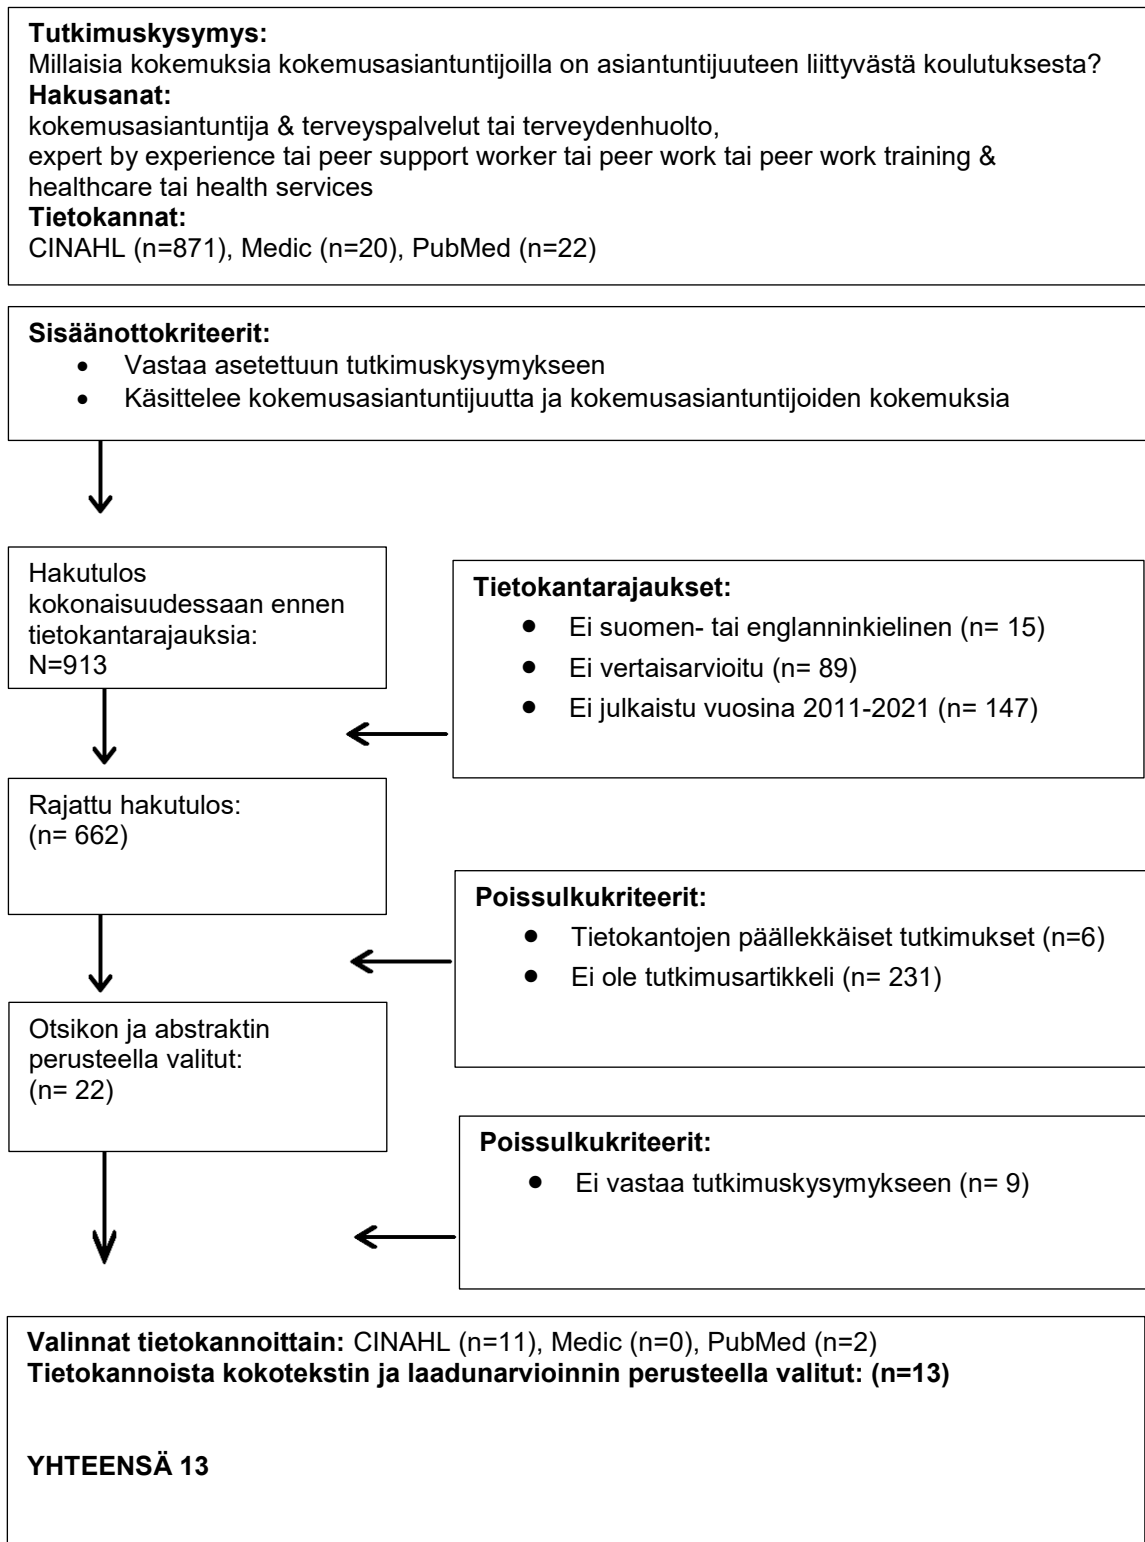 Tutkimuskysymys:
Millaisia kokemuksia kokemusasiantuntijoilla on asiantuntijuuteen liittyvästä koulutuksesta?
Hakusanat:
kokemusasiantuntija & terveyspalvelut tai terveydenhuolto,
expert by experience tai peer support worker tai peer work tai peer work training &
healthcare tai health services
Tietokannat:
CINAHL (n=871), Medic (n=20), PubMed (n=22)
Sisäänottokriteerit:
• Vastaa asetettuun tutkimuskysymykseen
• Käsittelee kokemusasiantuntijuutta ja kokemusasiantuntijoiden kokemuksia
Hakutulos
kokonaisuudessaan ennen
tietokantarajauksia:
N=913
Tietokantarajaukset:
• Ei suomen- tai englanninkielinen (n= 15)
• Ei vertaisarvioitu (n= 89)
• Ei julkaistu vuosina 2011-2021 (n= 147)
Rajattu hakutulos:
(n= 662)
Poissulkukriteerit:
• Tietokantojen päällekkäiset tutkimukset (n=6)
• Ei ole tutkimusartikkeli (n= 231)
Otsikon ja abstraktin
perusteella valitut:
(n= 22)
Poissulkukriteerit:
• Ei vastaa tutkimuskysymykseen (n= 9)
Valinnat tietokannoittain: CINAHL (n=11), Medic (n=0), PubMed (n=2)
Tietokannoista kokotekstin ja laadunarvioinnin perusteella valitut: (n=13)
YHTEENSÄ 13